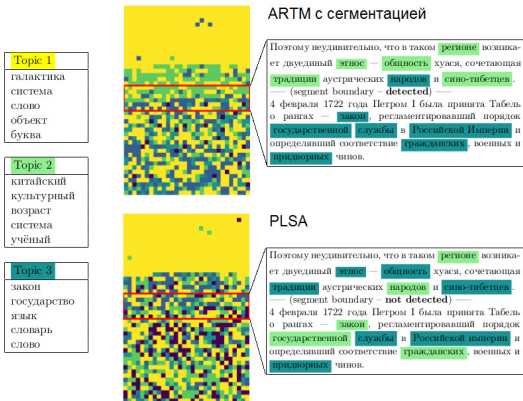 ARTM с сегментацией
Topic 1
галактика
система
слово
объект
буква
Topic 2
китайский
культурный
возраст
система
учёный
Topic 3
закон
государство
язык
словарь
слово
Поэтому неудивительно, что в таком регионе возника-
ет двуединый этнос — общность хуася, сочетающая
традиции аустрических народов и сино-тибетцев.
—— (segment boundary – detected) ——
4 февраля 1722 года Петром I была принята Табель
о рангах — закон, регламентировавший порядок
государственной службы в Российской Империи и
определявший соответствие гражданских, военных и
придворных чинов.
PLSA
Поэтому неудивительно, что в таком регионе возника-
ет двуединый этнос — общность хуася, сочетающая
традиции аустрических народов и сино-тибетцев.
—— (segment boundary – not detected) ——
4 февраля 1722 года Петром I была принята Табель
о рангах — закон, регламентировавший порядок
государственной службы в Российской империи и
определявший соответствие гражданских, военных и
придворных чинов.